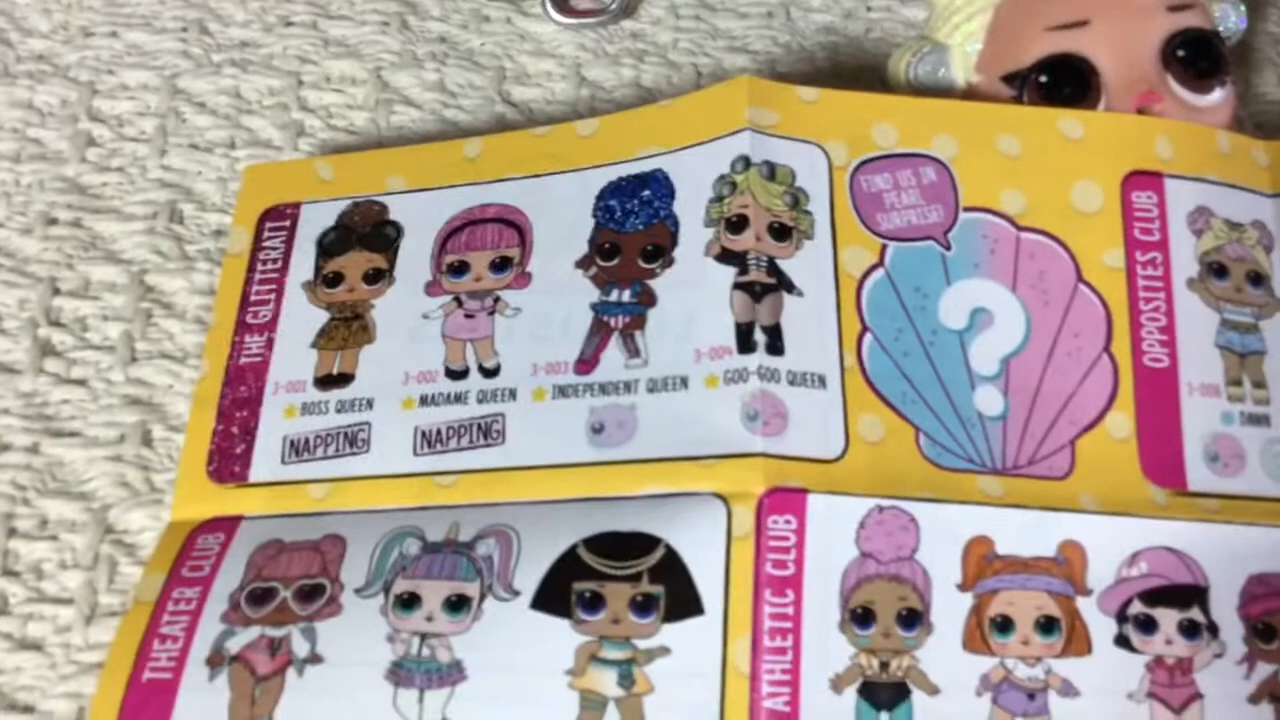 THE GLITTERATI
3-001
BOSS QUEEN
NAPPING
3-002
MADAME QUEEN
NAPPING
3-003
INDEPENDENT QUEEN
3-004
GOO-GOO QUEEN
FIND US IN
PEARL
SURPRISE!
?
OPPOSITES CLUB
DAWN
THEATER CLUB
ATHLETIC CLUB